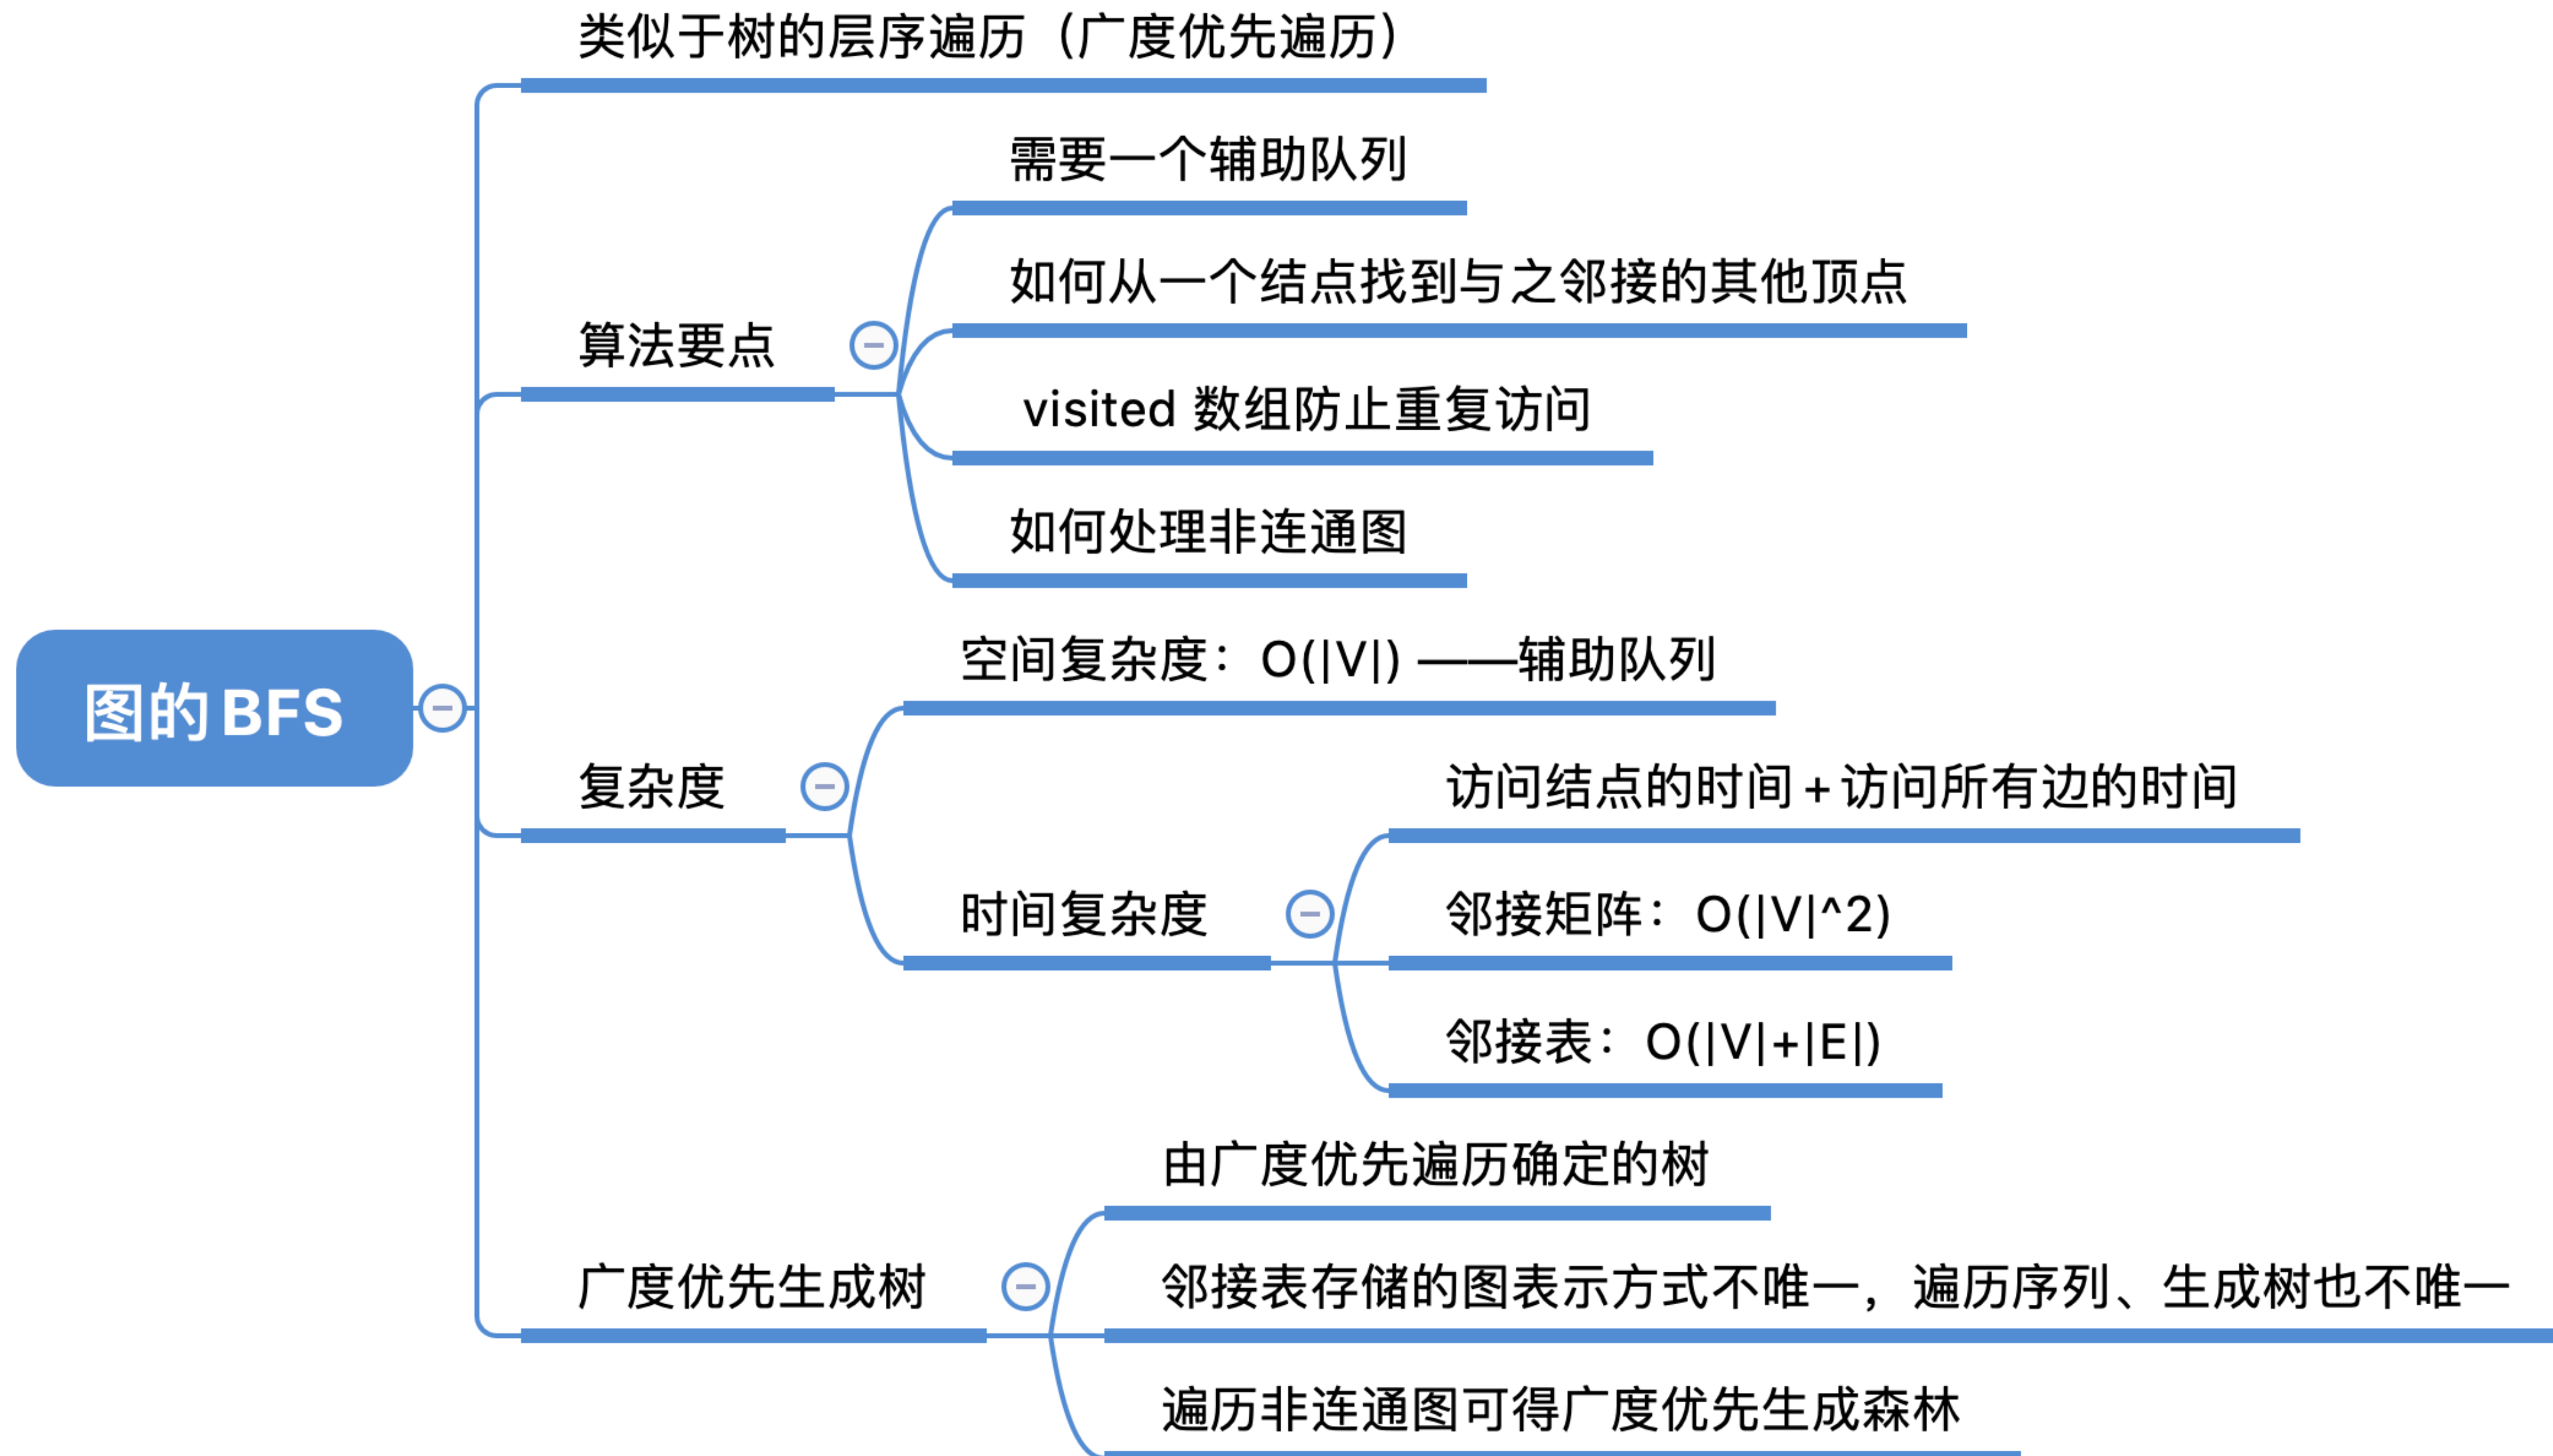 类似于树的层序遍历（广度优先遍历）
需要一个辅助队列
如何从一个结点找到与之邻接的其他顶点
算法要点
visited 数组防止重复访问
如何处理非连通图
空间复杂度：O(|V|) ——辅助队列
图的BFS
访问结点的时间+访问所有边的时间
复杂度
时间复杂度
邻接矩阵：O(|V|^2)
邻接表：O(|V|+|E|)
由广度优先遍历确定的树
广度优先生成树
邻接表存储的图表示方式不唯一，遍历序列、生成树也不唯一
遍历非连通图可得广度优先生成森林